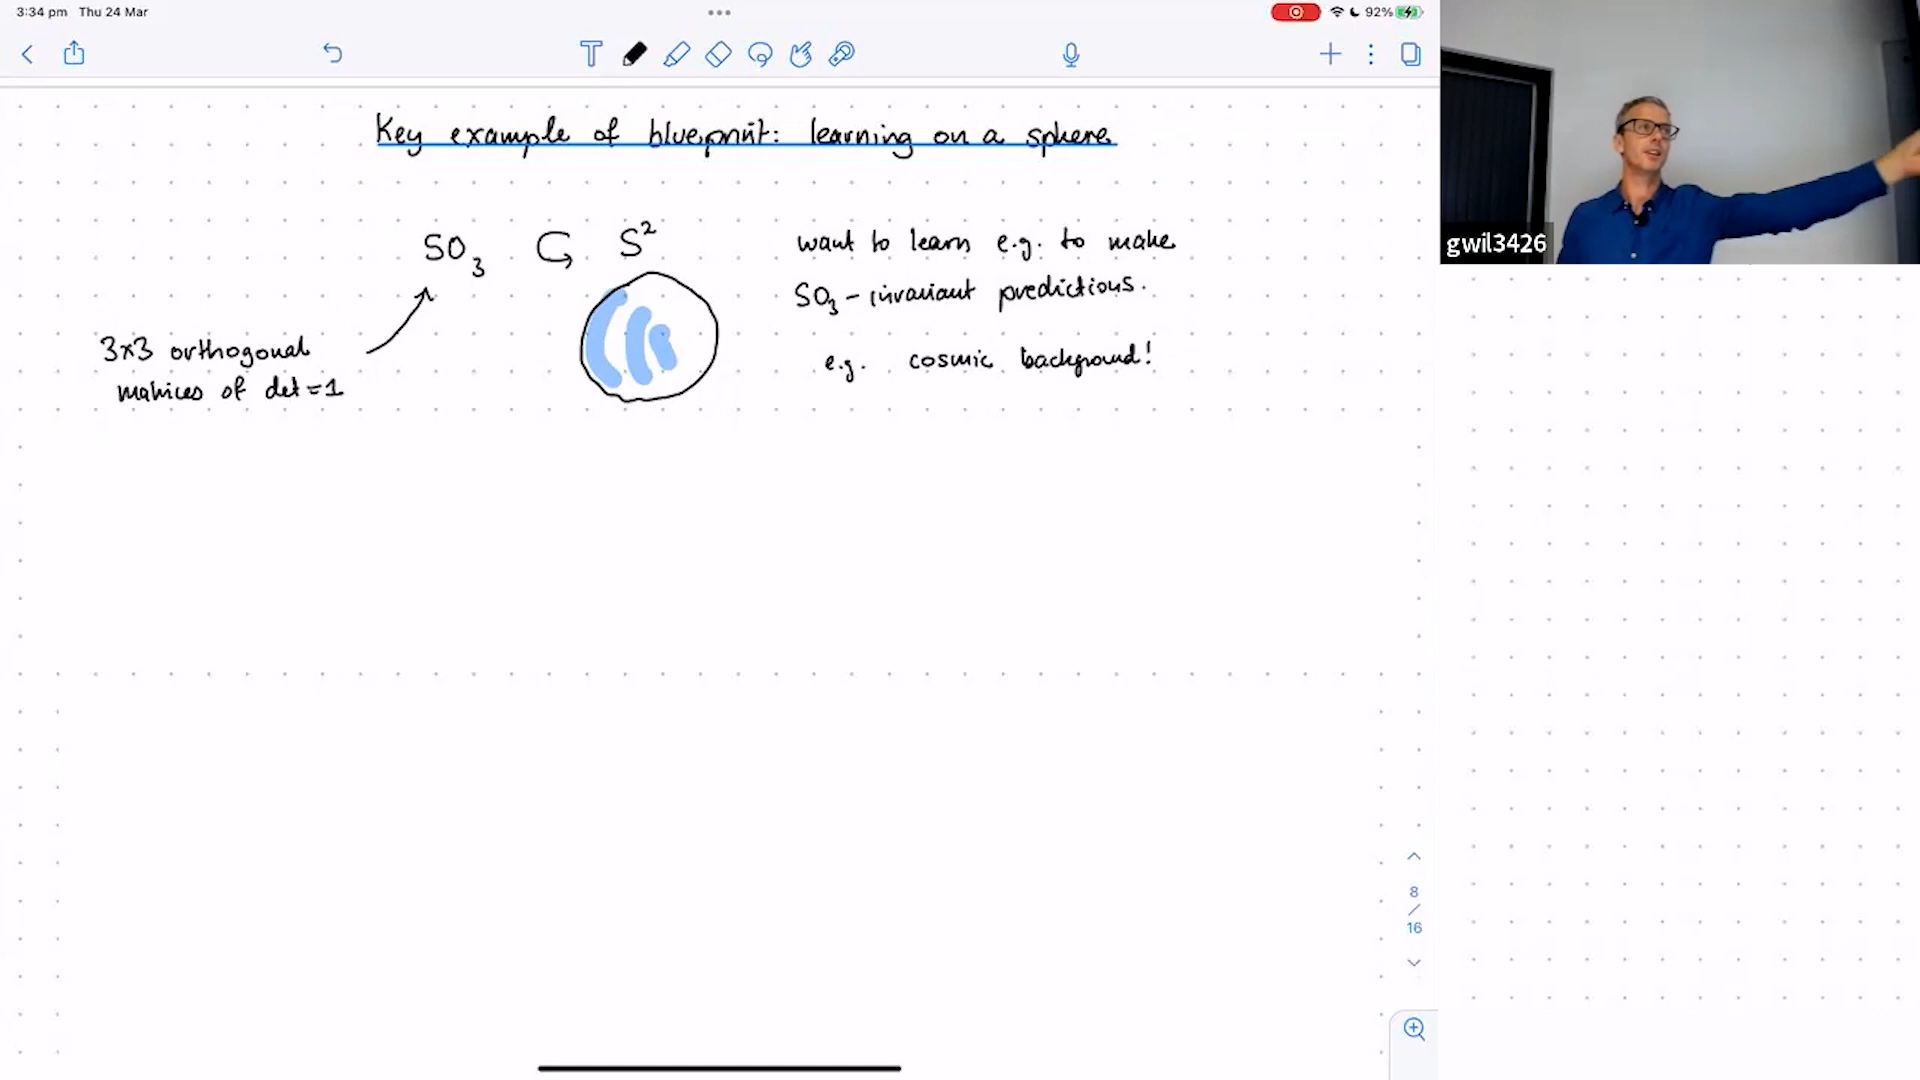 3:34 pm Thu 24 Mar
92%
Key example of blueprint: learning on a sphere
SO₃ S²
want to learn e.g. to make
SO₃-invariant predictions.
3x3 orthogonal
matrices of det=1
e.g. cosmic background!
gwil3426
8
/
16